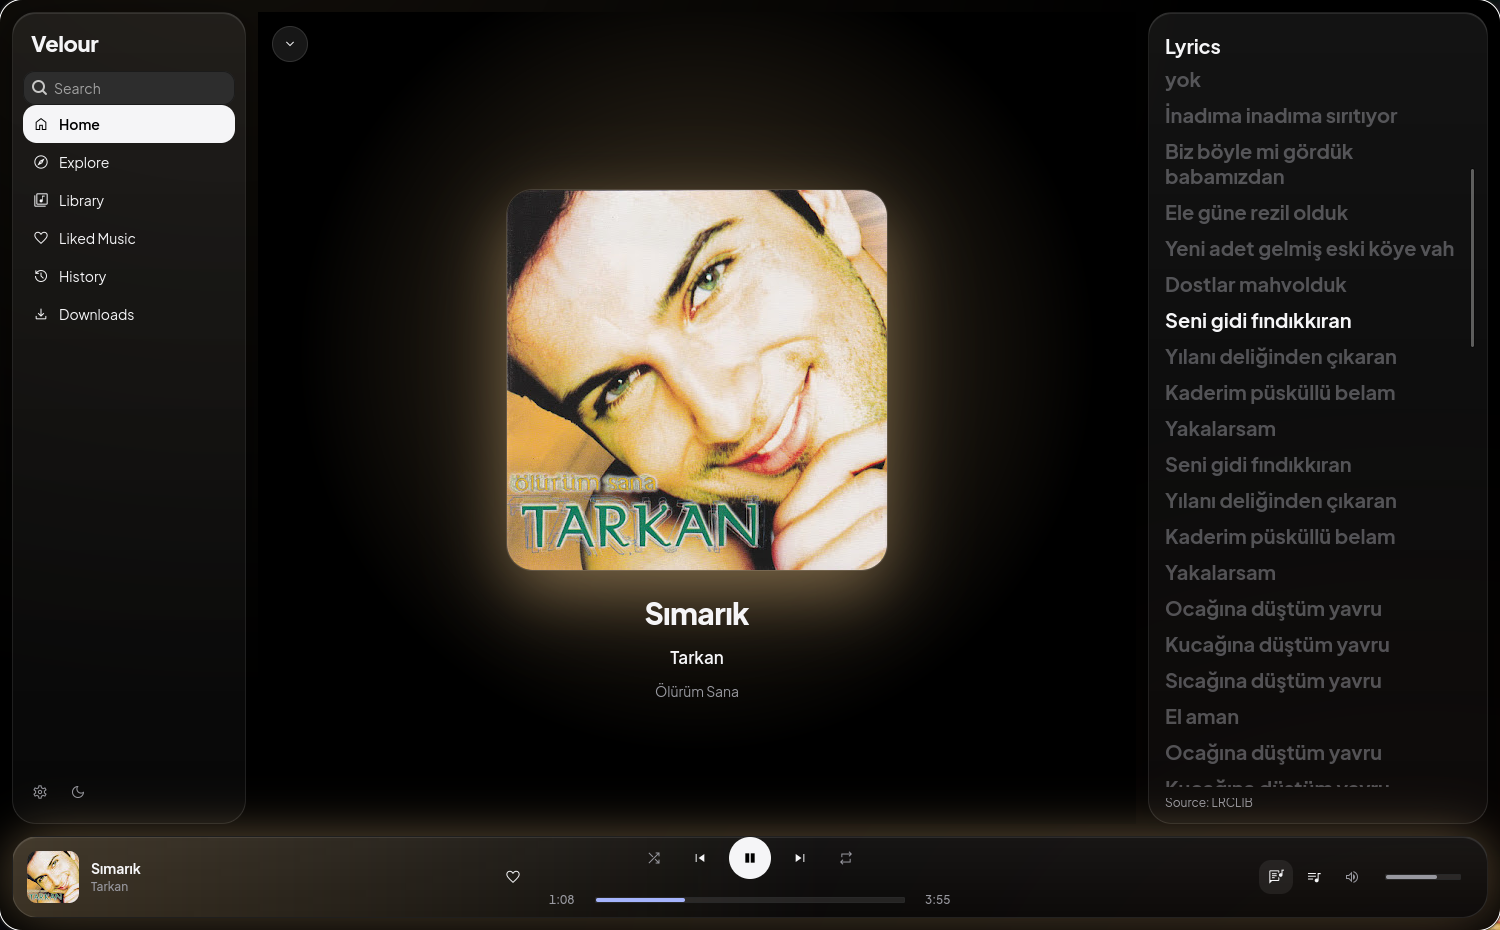 Velour
Search
Home
Explore
Library
Liked Music
History
Downloads
ölürüm sana
TARKAN
Sımarık
Tarkan
Ölürüm Sana
Lyrics
yok
İnadıma inadıma sırıtıyor
Biz böyle mi gördük
babamızdan
Ele güne rezil olduk
Yeni adet gelmiş eski köye vah
Dostlar mahvolduk
Seni gidi fındıkkıran
Yılanı deliğinden çıkaran
Kaderim püsküllü belam
Yakalarsam
Seni gidi fındıkkıran
Yılanı deliğinden çıkaran
Kaderim püsküllü belam
Yakalarsam
Ocağına düştüm yavru
Kucağına düştüm yavru
Sıcağına düştüm yavru
El aman
Ocağına düştüm yavru
Kucağına düştüm yavru
Source: LRCLIB
Sımarık
Tarkan
1:08
3:55